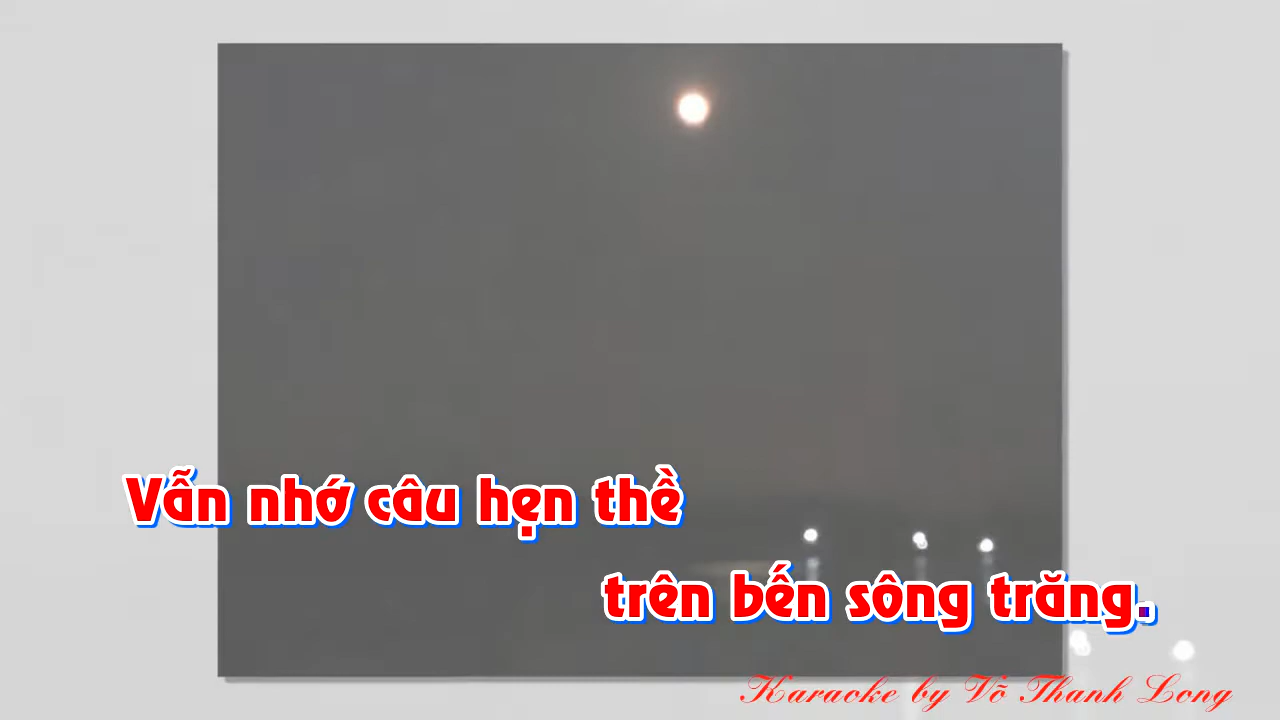 Vẫn nhớ câu hẹn thề
trên bến sông trăng.
Karaoke by Võ Thanh Long